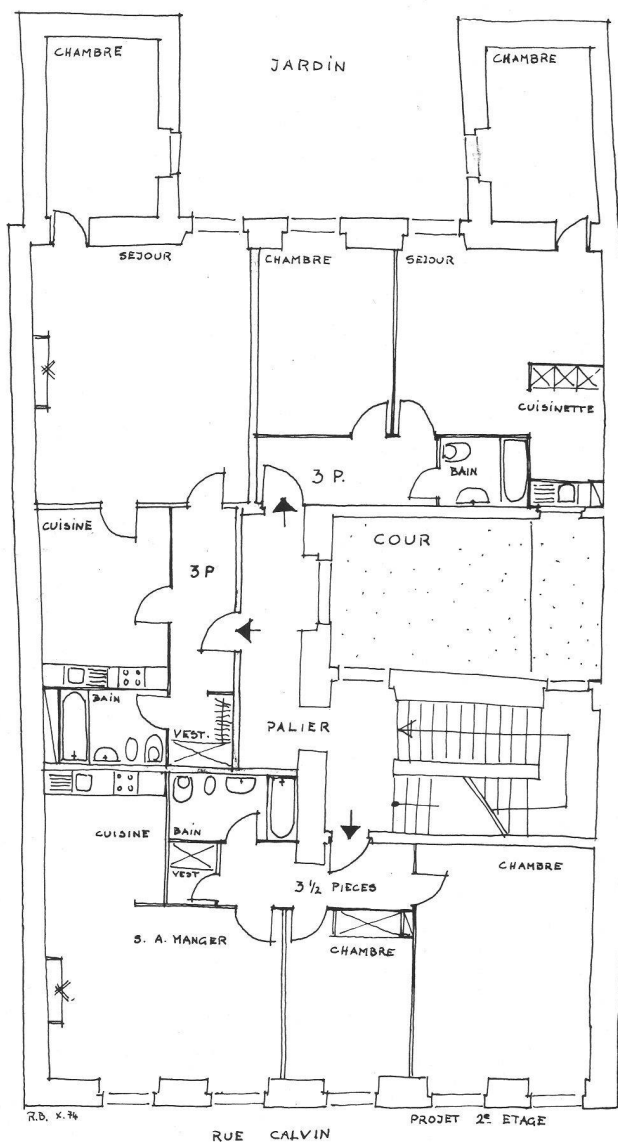 CHAMBRE
JARDIN
CHAMBRE
SEJOUR
CHAMBRE
SEJOUR
CUISINETTE
3 P.
BAIN
CUISINE
COUR
3 P
BAIN
VEST.
PALIER
CUISINE
BAIN
VEST
CHAMBRE
3 ½ PIECES
S. A. MANGER
CHAMBRE
R.B. X.74
PROJET 2e ETAGE
RUE CALVIN